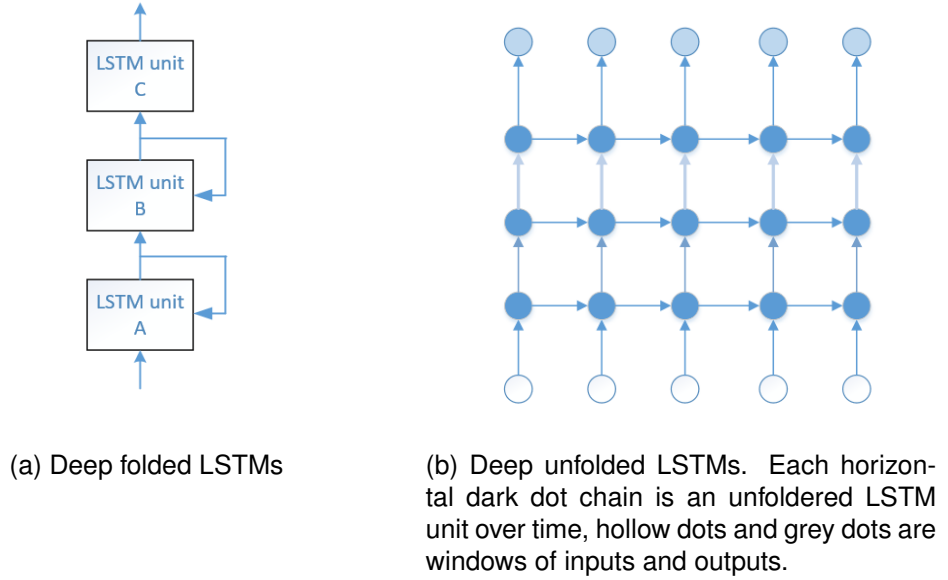 LSTM unit
C
LSTM unit
B
LSTM unit
A
(a) Deep folded LSTMs
(b) Deep unfolded LSTMs. Each horizon-
tal dark dot chain is an unfoldered LSTM
unit over time, hollow dots and grey dots are
windows of inputs and outputs.